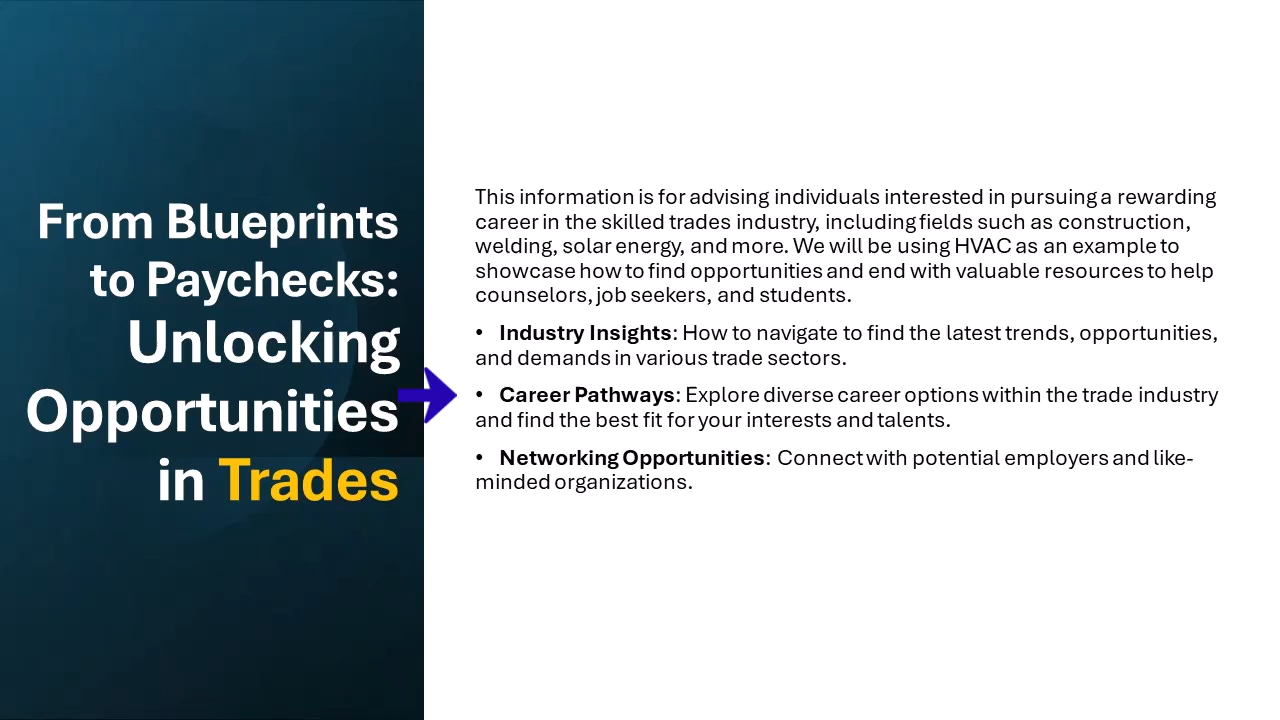 From Blueprints
to Paychecks:
Unlocking
Opportunities
in Trades
This information is for advising individuals interested in pursuing a rewarding
career in the skilled trades industry, including fields such as construction,
welding, solar energy, and more. We will be using HVAC as an example to
showcase how to find opportunities and end with valuable resources to help
counselors, job seekers, and students.
• Industry Insights: How to navigate to find the latest trends, opportunities,
and demands in various trade sectors.
• Career Pathways: Explore diverse career options within the trade industry
and find the best fit for your interests and talents.
• Networking Opportunities: Connect with potential employers and like-
minded organizations.